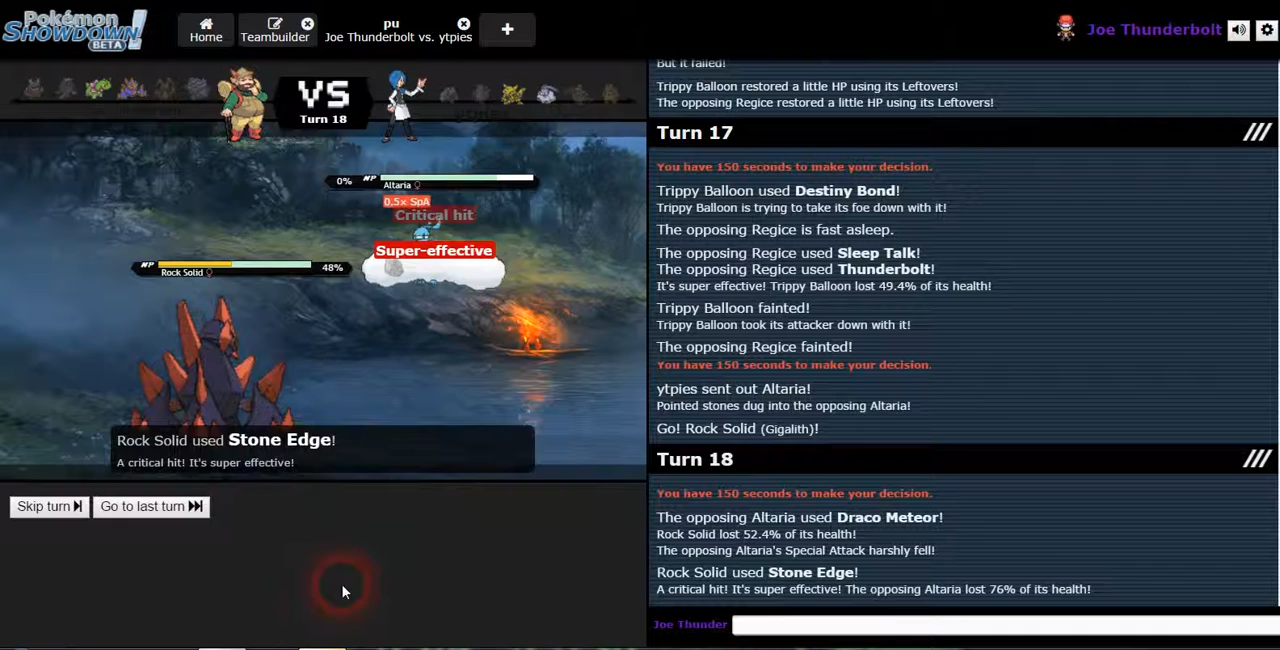 Pokémon
SHOWDOWN!
BETA
Home
Teambuilder
pu
Joe Thunderbolt vs. ytpies
+
Joe Thunderbolt
VS
Turn 18
0%
Altaria ♀
0.5× SpA
Critical hit
Super-effective
Rock Solid ♀
48%
Rock Solid used Stone Edge!
A critical hit! It's super effective!
Skip turn
Go to last turn
But it failed!
Trippy Balloon restored a little HP using its Leftovers!
The opposing Regice restored a little HP using its Leftovers!
Turn 17
You have 150 seconds to make your decision.
Trippy Balloon used Destiny Bond!
Trippy Balloon is trying to take its foe down with it!
The opposing Regice is fast asleep.
The opposing Regice used Sleep Talk!
The opposing Regice used Thunderbolt!
It's super effective! Trippy Balloon lost 49.4% of its health!
Trippy Balloon fainted!
Trippy Balloon took its attacker down with it!
The opposing Regice fainted!
You have 150 seconds to make your decision.
ytpies sent out Altaria!
Pointed stones dug into the opposing Altaria!
Go! Rock Solid (Gigalith)!
Turn 18
You have 150 seconds to make your decision.
The opposing Altaria used Draco Meteor!
Rock Solid lost 52.4% of its health!
The opposing Altaria's Special Attack harshly fell!
Rock Solid used Stone Edge!
A critical hit! It's super effective! The opposing Altaria lost 76% of its health!
Joe Thunder